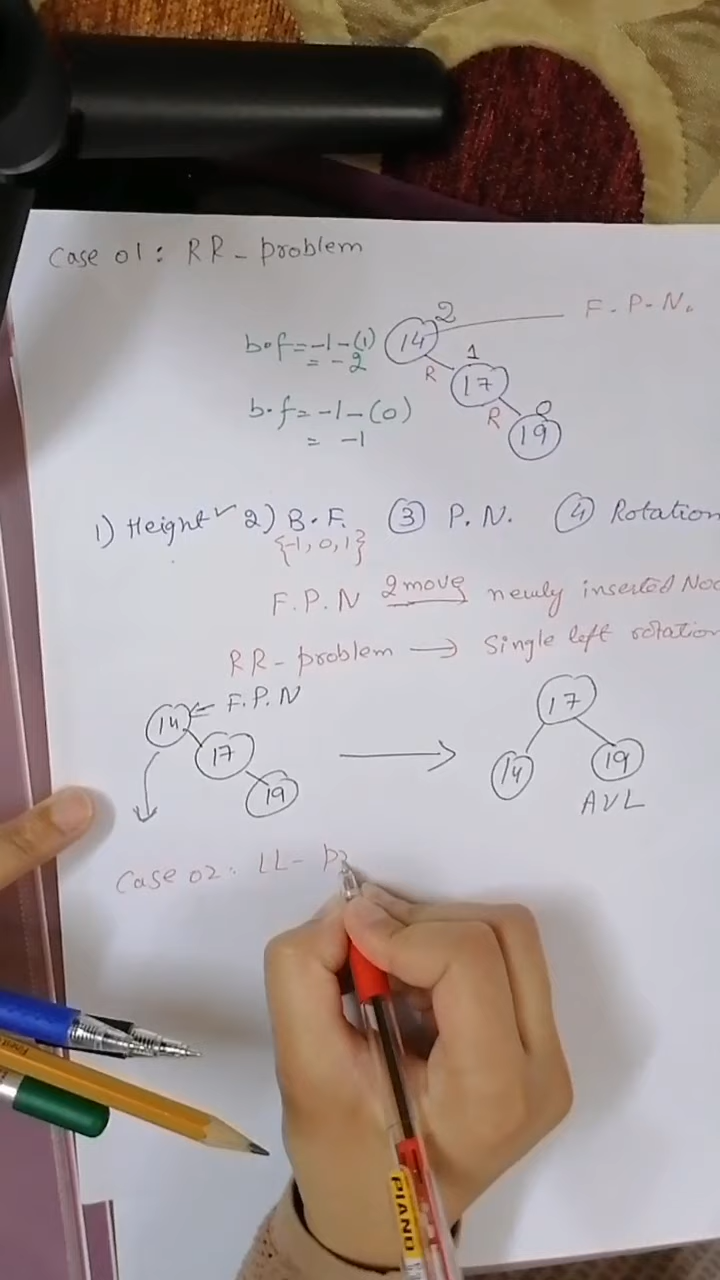 Case 01: RR - problem
2
F. P. N.
b.f = -1 - (1)
= -2
14
1
R
17
b.f = -1 - (0)
= -1
R
0
19
1) Height ✓ 2) B.F. ③ P.N. ④ Rotation
{-1, 0, 1}
F.P.N 2 move newly inserted
RR - problem → Single left rotation
14 ← F.P.N
17
19
→
17
14 19
AVL
Case 02: LL -
PIANO